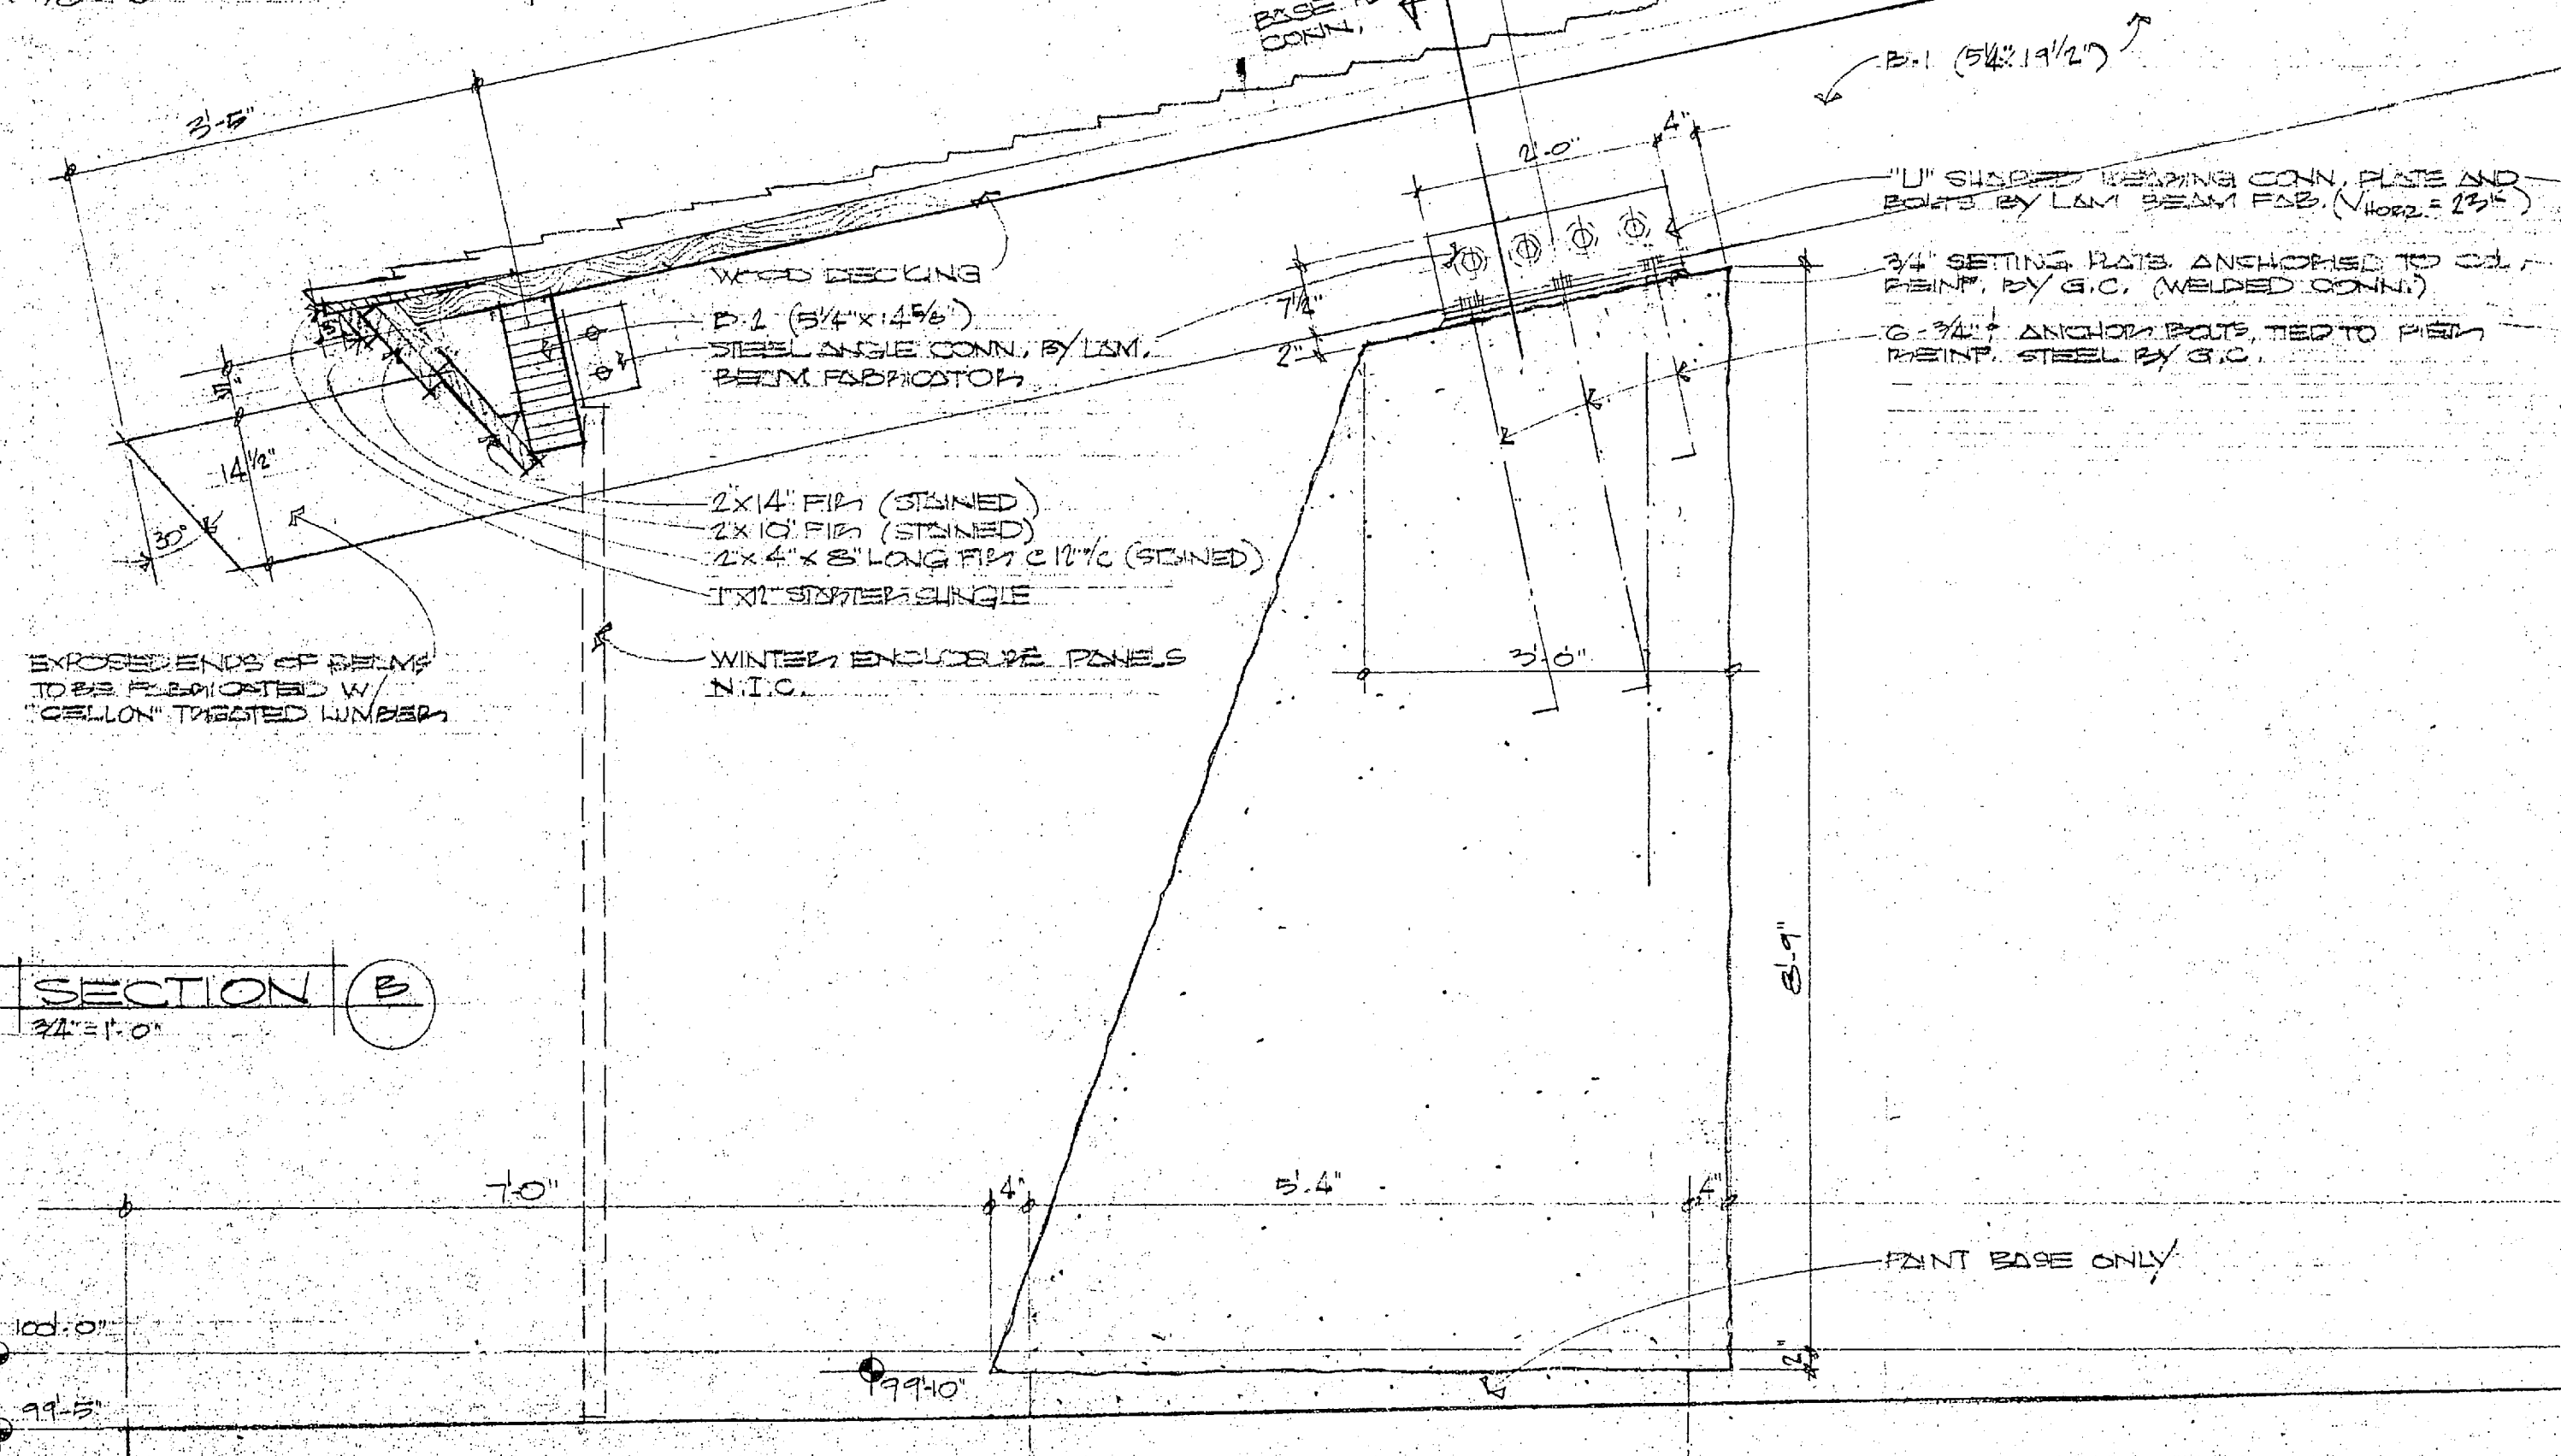 BASE
CONN.
B-1 (5¼"x19½")
3'-5"
2'-0"
4"
"U" SHAPED BEARING CONN. PLATE AND
BOLTS BY LAM BEAM FAB. (VHORZ = 23K)
3/4" SETTING PLATE ANCHORED TO COL.
REINF. BY G.C. (WELDED CONN.)
6-3/4"⌀ ANCHOR BOLTS, TIED TO PIER
REINF. STEEL BY G.C.
7½"
2"
WOOD DECKING
B-2 (5¼"x14⅝")
STEEL ANGLE CONN. BY LAM.
BEAM FABRICATOR
3"
5"
14½"
30°
2"x14" FIR (STAINED)
2"x10" FIR (STAINED)
2"x4"x8" LONG FIR @ 12"o/c (STAINED)
1"x12" STARTER SHINGLE
WINTER ENCLOSURE PANELS
N.I.C.
EXPOSED ENDS OF BEAMS
TO BE FABRICATED W/
"CELLON" TREATED LUMBER
3'-6"
8'-9"
SECTION B
3/4"=1'-0"
7'-0"
4"
5'-4"
4"
PAINT BASE ONLY
100'-0"
2"
99'-10"
99'-5"